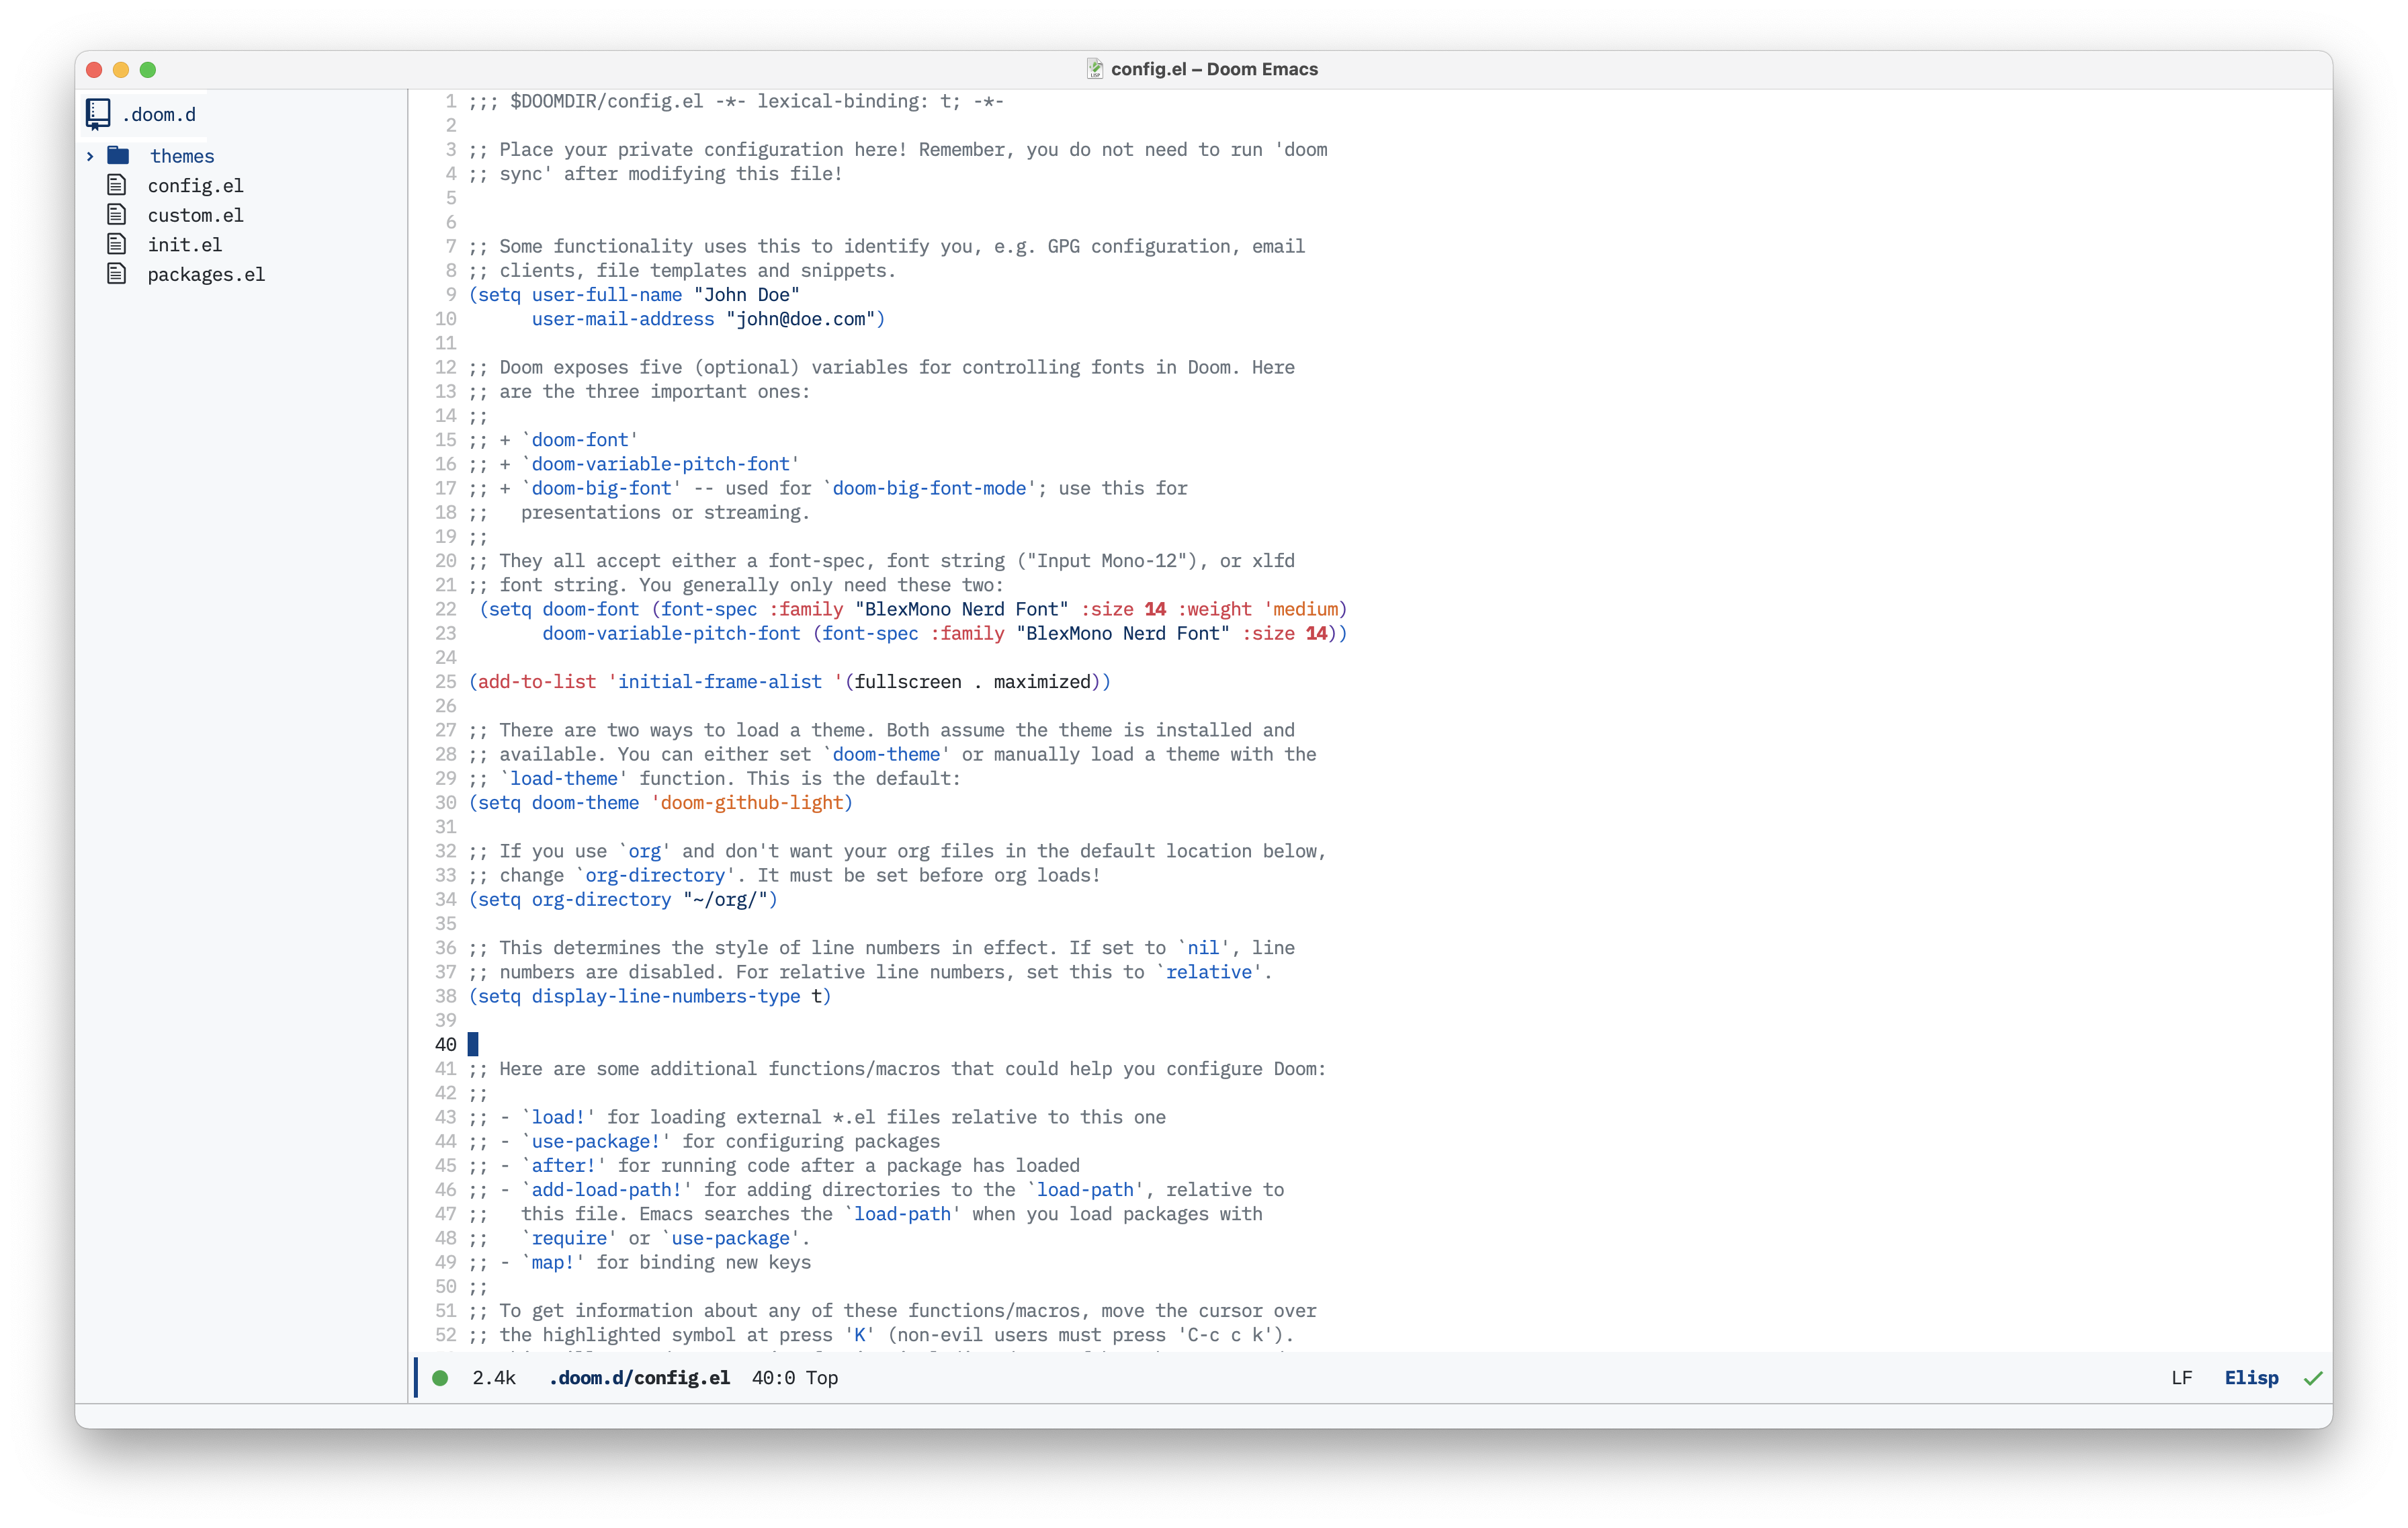 config.el – Doom Emacs
.doom.d
themes
config.el
custom.el
init.el
packages.el
1 ;;; $DOOMDIR/config.el -*- lexical-binding: t; -*-
2
3 ;; Place your private configuration here! Remember, you do not need to run 'doom
4 ;; sync' after modifying this file!
5
6
7 ;; Some functionality uses this to identify you, e.g. GPG configuration, email
8 ;; clients, file templates and snippets.
9 (setq user-full-name "John Doe"
10       user-mail-address "john@doe.com")
11
12 ;; Doom exposes five (optional) variables for controlling fonts in Doom. Here
13 ;; are the three important ones:
14 ;;
15 ;; + `doom-font'
16 ;; + `doom-variable-pitch-font'
17 ;; + `doom-big-font' -- used for `doom-big-font-mode'; use this for
18 ;;   presentations or streaming.
19 ;;
20 ;; They all accept either a font-spec, font string ("Input Mono-12"), or xlfd
21 ;; font string. You generally only need these two:
22  (setq doom-font (font-spec :family "BlexMono Nerd Font" :size 14 :weight 'medium)
23        doom-variable-pitch-font (font-spec :family "BlexMono Nerd Font" :size 14))
24
25 (add-to-list 'initial-frame-alist '(fullscreen . maximized))
26
27 ;; There are two ways to load a theme. Both assume the theme is installed and
28 ;; available. You can either set `doom-theme' or manually load a theme with the
29 ;; `load-theme' function. This is the default:
30 (setq doom-theme 'doom-github-light)
31
32 ;; If you use `org' and don't want your org files in the default location below,
33 ;; change `org-directory'. It must be set before org loads!
34 (setq org-directory "~/org/")
35
36 ;; This determines the style of line numbers in effect. If set to `nil', line
37 ;; numbers are disabled. For relative line numbers, set this to `relative'.
38 (setq display-line-numbers-type t)
39
40
41 ;; Here are some additional functions/macros that could help you configure Doom:
42 ;;
43 ;; - `load!' for loading external *.el files relative to this one
44 ;; - `use-package!' for configuring packages
45 ;; - `after!' for running code after a package has loaded
46 ;; - `add-load-path!' for adding directories to the `load-path', relative to
47 ;;   this file. Emacs searches the `load-path' when you load packages with
48 ;;   `require' or `use-package'.
49 ;; - `map!' for binding new keys
50 ;;
51 ;; To get information about any of these functions/macros, move the cursor over
52 ;; the highlighted symbol at press 'K' (non-evil users must press 'C-c c k').
2.4k .doom.d/config.el 40:0 Top LF Elisp